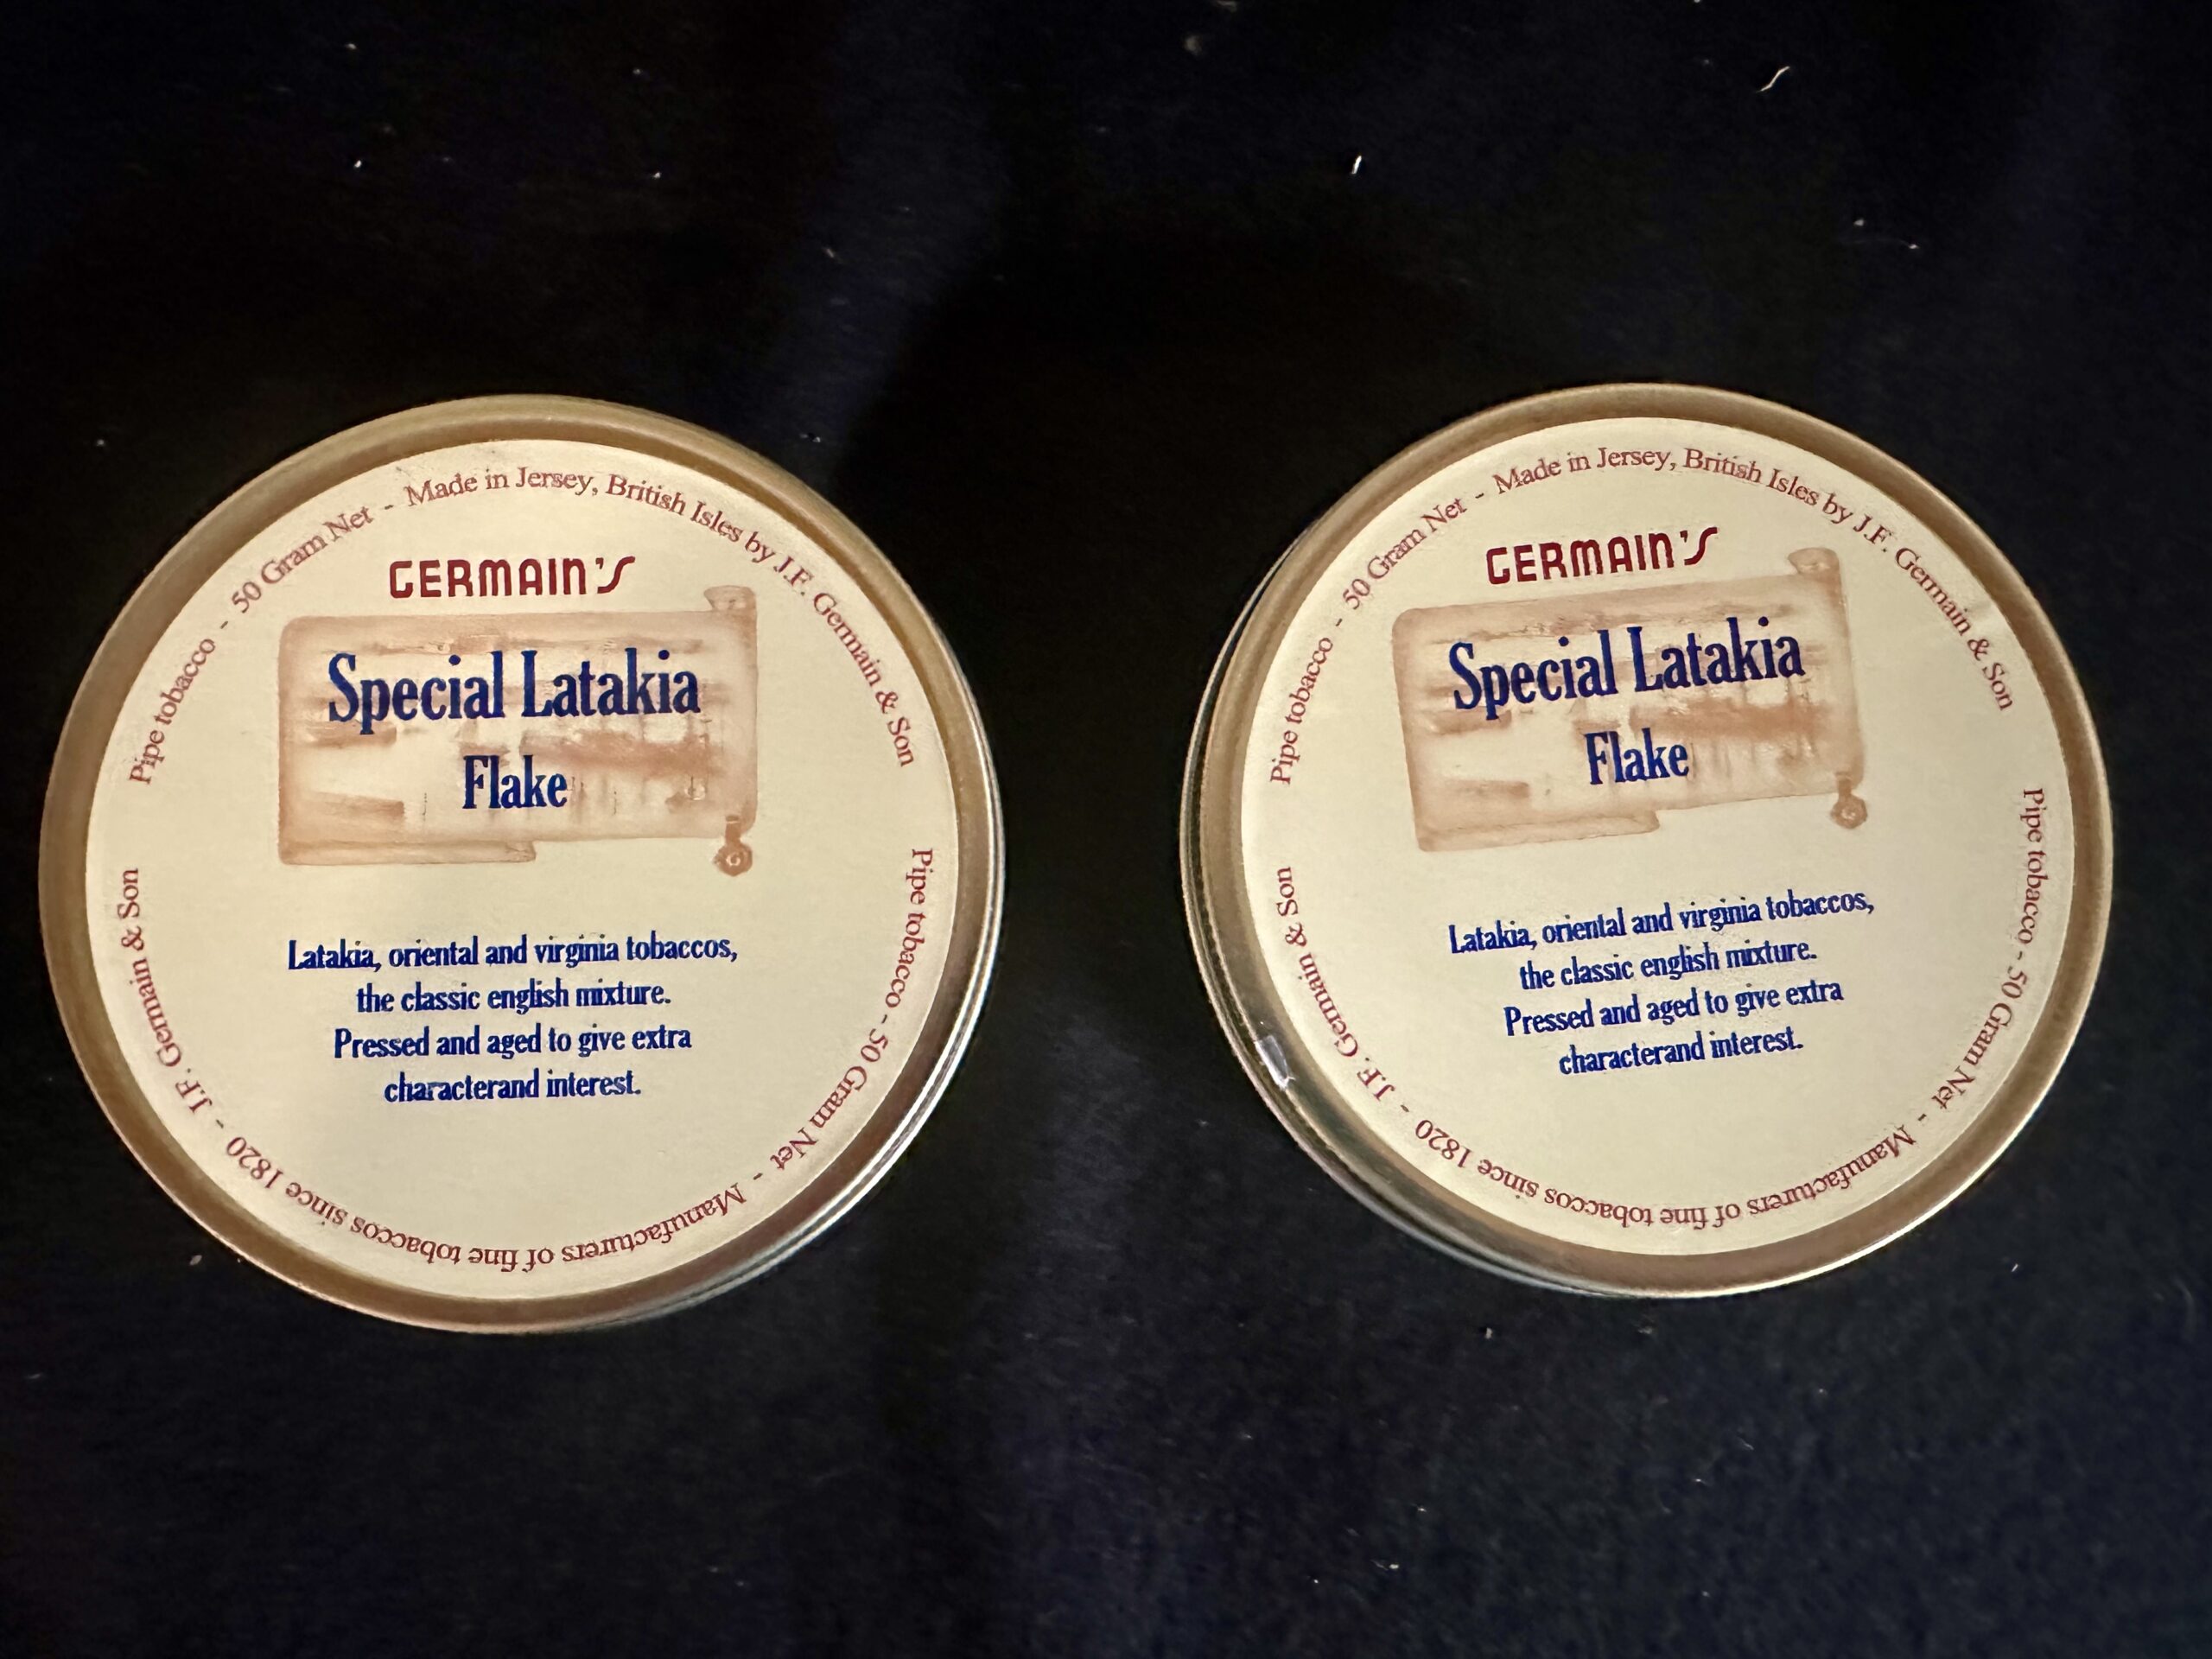 Pipe tobacco - 50 Gram Net - Made in Jersey, British Isles by J.F. Germain & Son
GERMAIN'S
Special Latakia
Flake
Latakia, oriental and virginia tobaccos,
the classic english mixture.
Pressed and aged to give extra
characterand interest.
Pipe tobacco - 50 Gram Net - Manufacturers of fine tobaccos since 1820 - J.F. Germain & Son
Pipe tobacco - 50 Gram Net - Made in Jersey, British Isles by J.F. Germain & Son
GERMAIN'S
Special Latakia
Flake
Latakia, oriental and virginia tobaccos,
the classic english mixture.
Pressed and aged to give extra
characterand interest.
Pipe tobacco - 50 Gram Net - Manufacturers of fine tobaccos since 1820 - J.F. Germain & Son